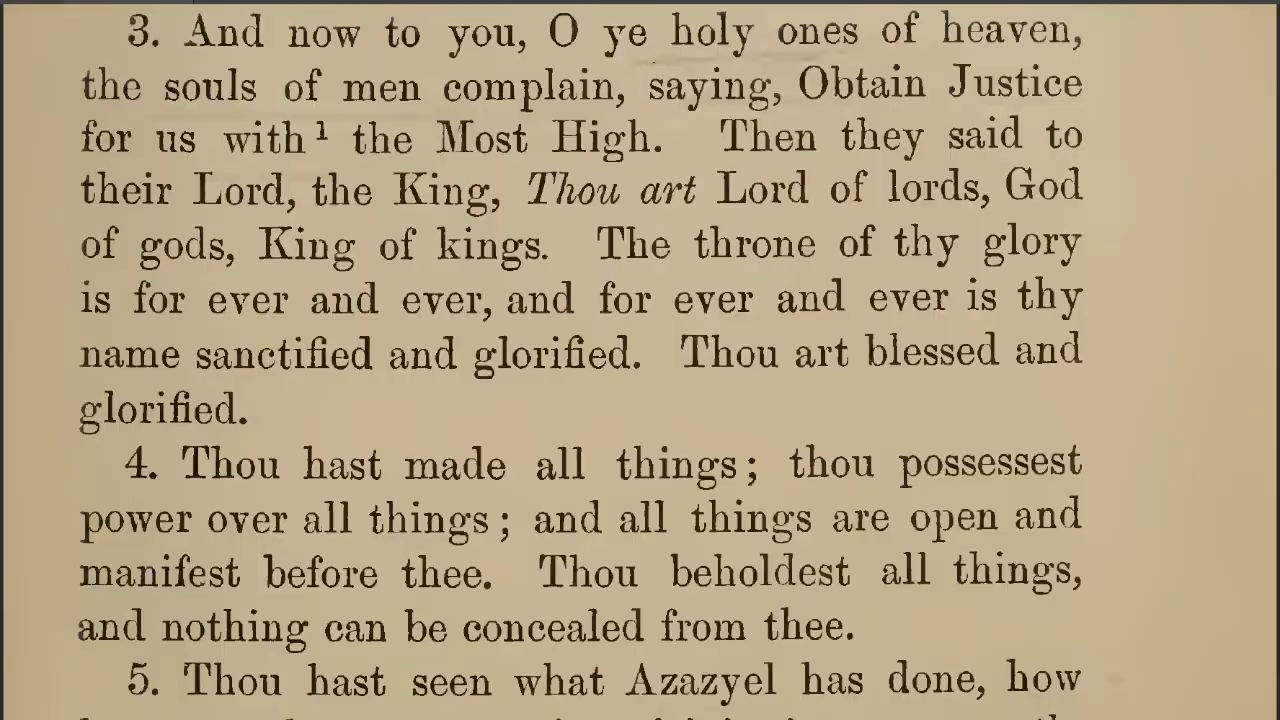 3. And now to you, O ye holy ones of heaven,
the souls of men complain, saying, Obtain Justice
for us with¹ the Most High. Then they said to
their Lord, the King, Thou art Lord of lords, God
of gods, King of kings. The throne of thy glory
is for ever and ever, and for ever and ever is thy
name sanctified and glorified. Thou art blessed and
glorified.
4. Thou hast made all things; thou possessest
power over all things; and all things are open and
manifest before thee. Thou beholdest all things,
and nothing can be concealed from thee.
5. Thou hast seen what Azazyel has done, how